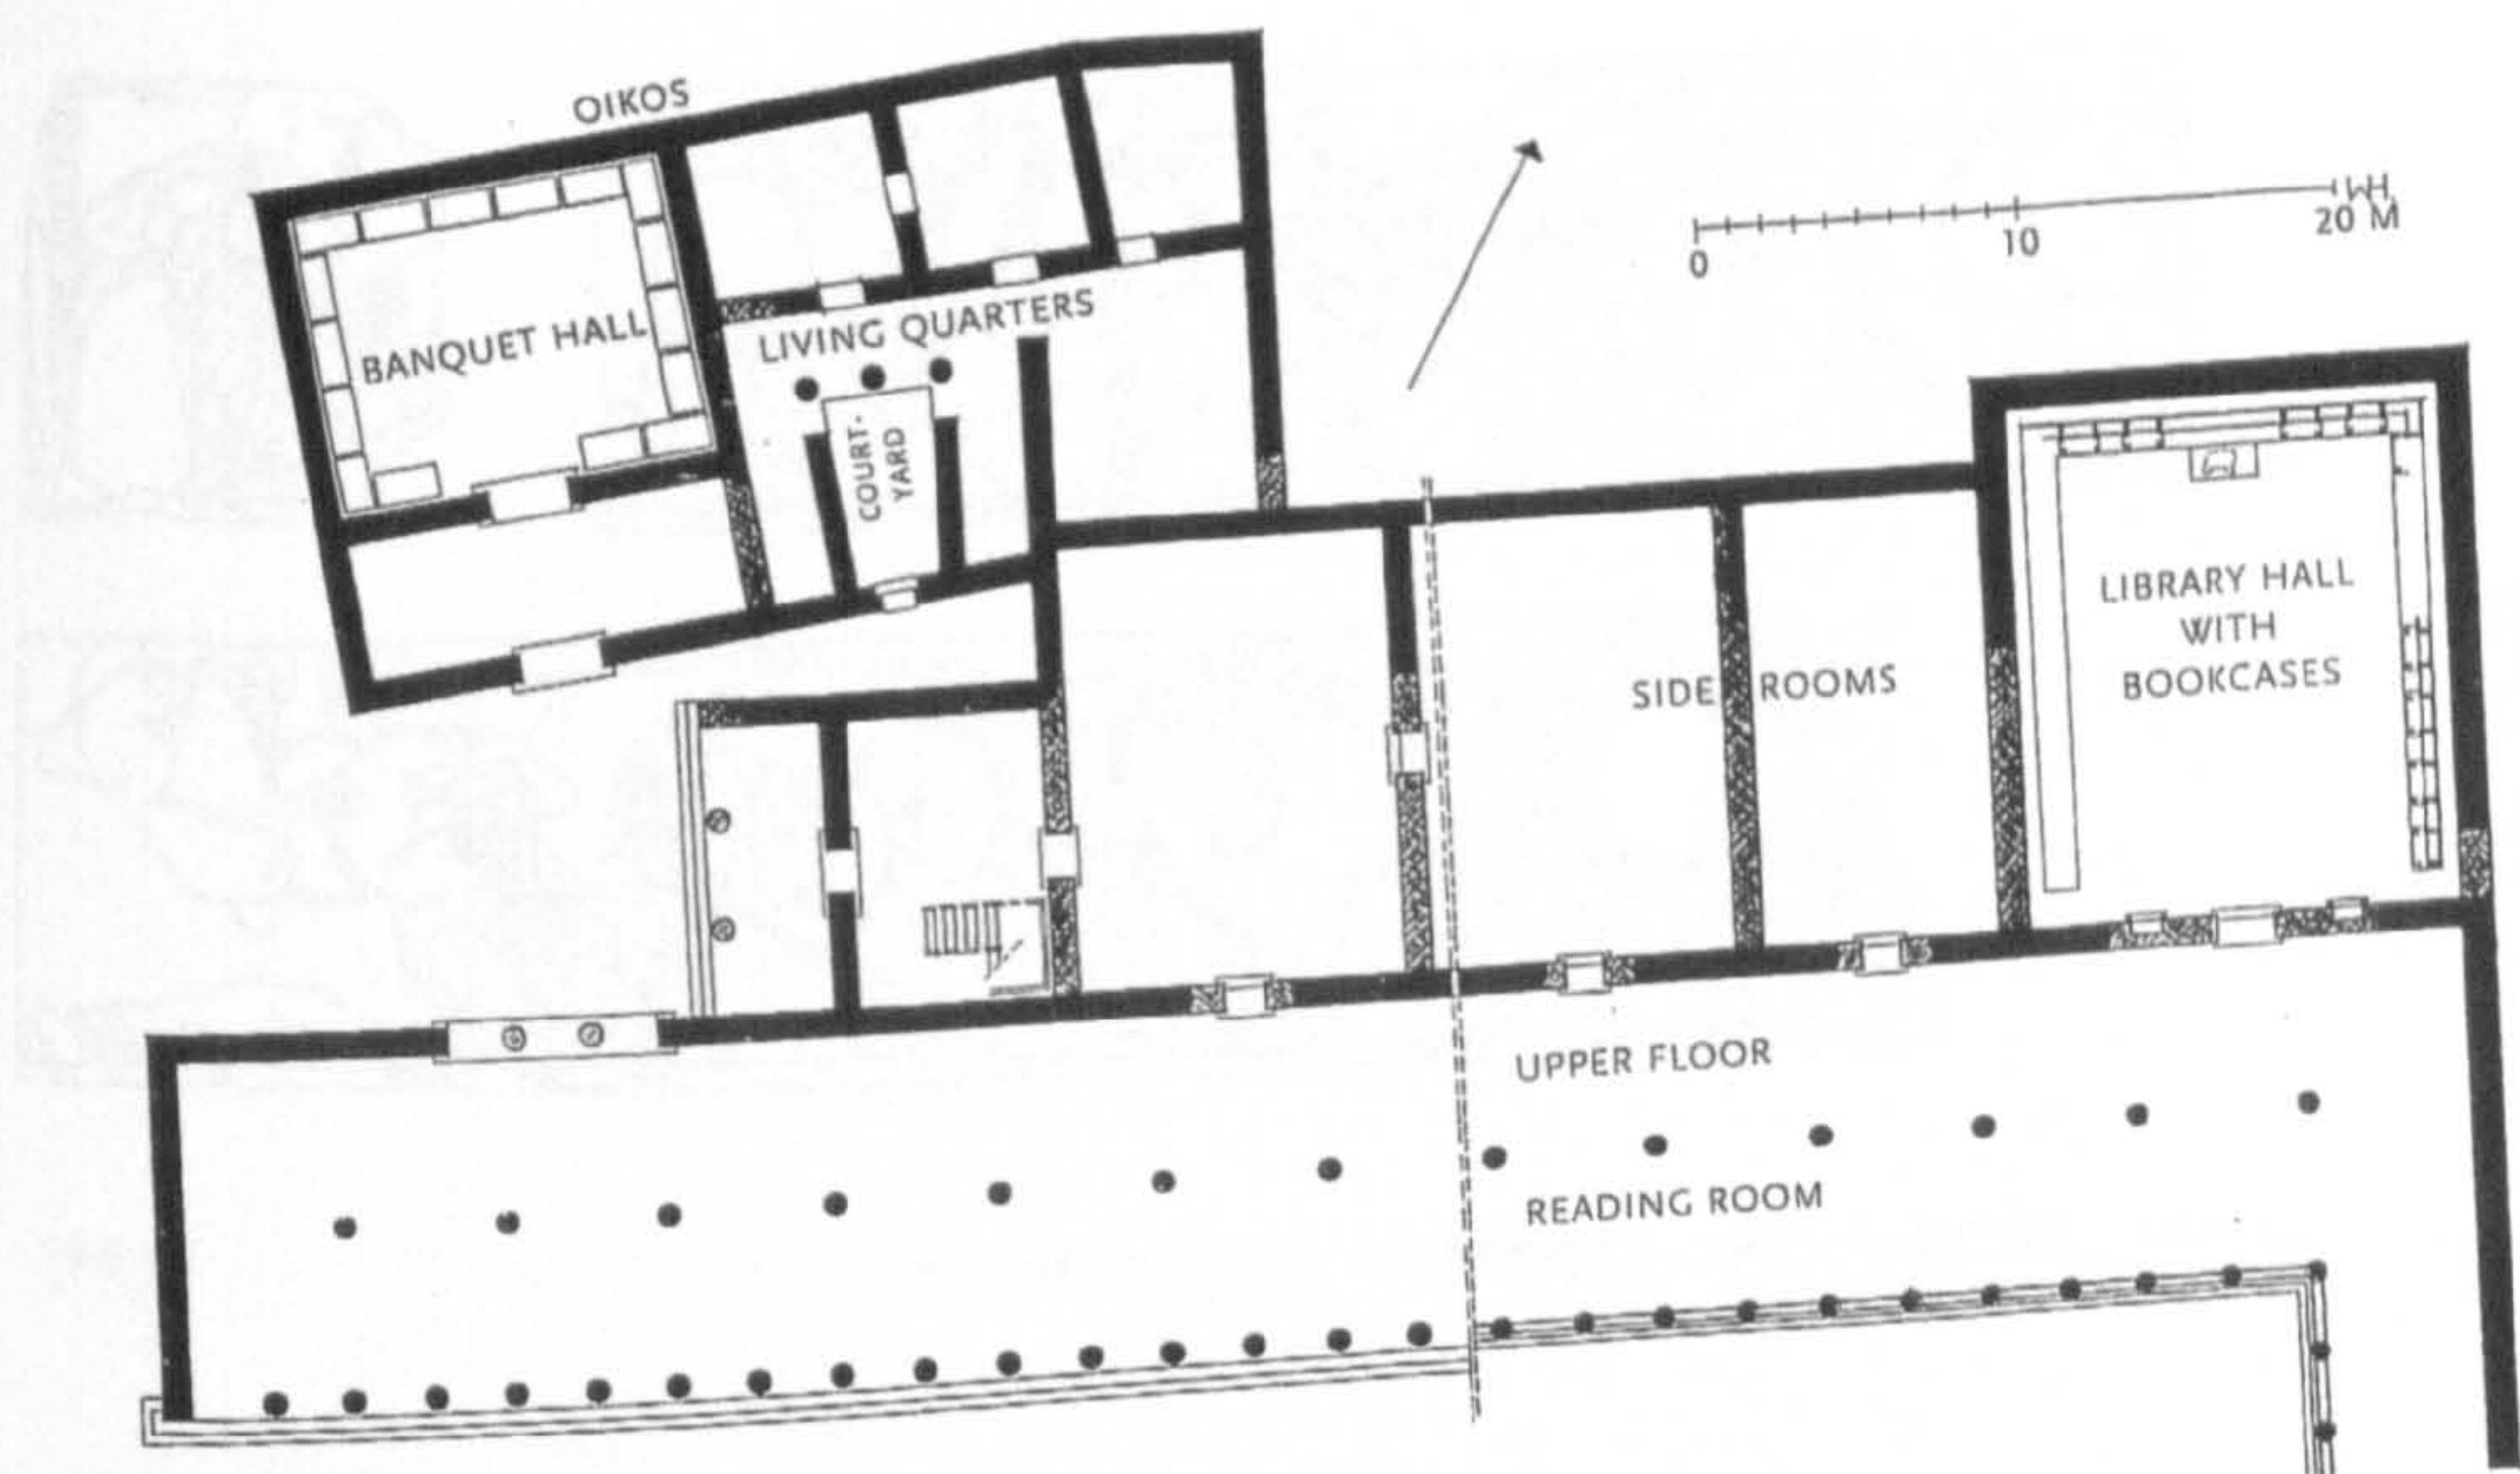 OIKOS
BANQUET HALL
LIVING QUARTERS
COURT-
YARD
0
10
20 M
WH
LIBRARY HALL
WITH
BOOKCASES
SIDE ROOMS
UPPER FLOOR
READING ROOM